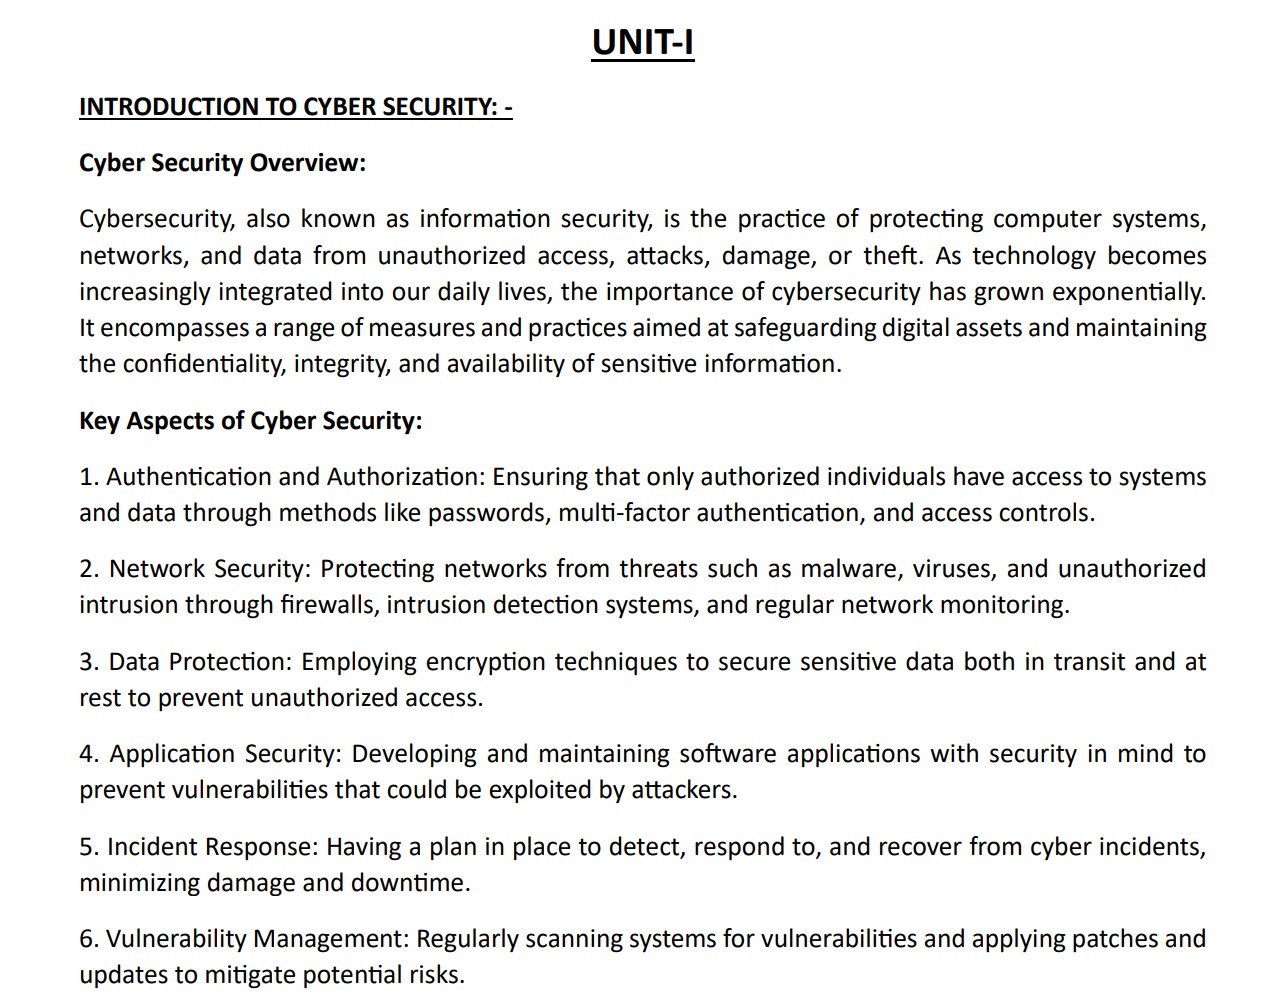 UNIT-I
INTRODUCTION TO CYBER SECURITY: -
Cyber Security Overview:
Cybersecurity, also known as information security, is the practice of protecting computer systems,
networks, and data from unauthorized access, attacks, damage, or theft. As technology becomes
increasingly integrated into our daily lives, the importance of cybersecurity has grown exponentially.
It encompasses a range of measures and practices aimed at safeguarding digital assets and maintaining
the confidentiality, integrity, and availability of sensitive information.
Key Aspects of Cyber Security:
1. Authentication and Authorization: Ensuring that only authorized individuals have access to systems
and data through methods like passwords, multi-factor authentication, and access controls.
2. Network Security: Protecting networks from threats such as malware, viruses, and unauthorized
intrusion through firewalls, intrusion detection systems, and regular network monitoring.
3. Data Protection: Employing encryption techniques to secure sensitive data both in transit and at
rest to prevent unauthorized access.
4. Application Security: Developing and maintaining software applications with security in mind to
prevent vulnerabilities that could be exploited by attackers.
5. Incident Response: Having a plan in place to detect, respond to, and recover from cyber incidents,
minimizing damage and downtime.
6. Vulnerability Management: Regularly scanning systems for vulnerabilities and applying patches and
updates to mitigate potential risks.